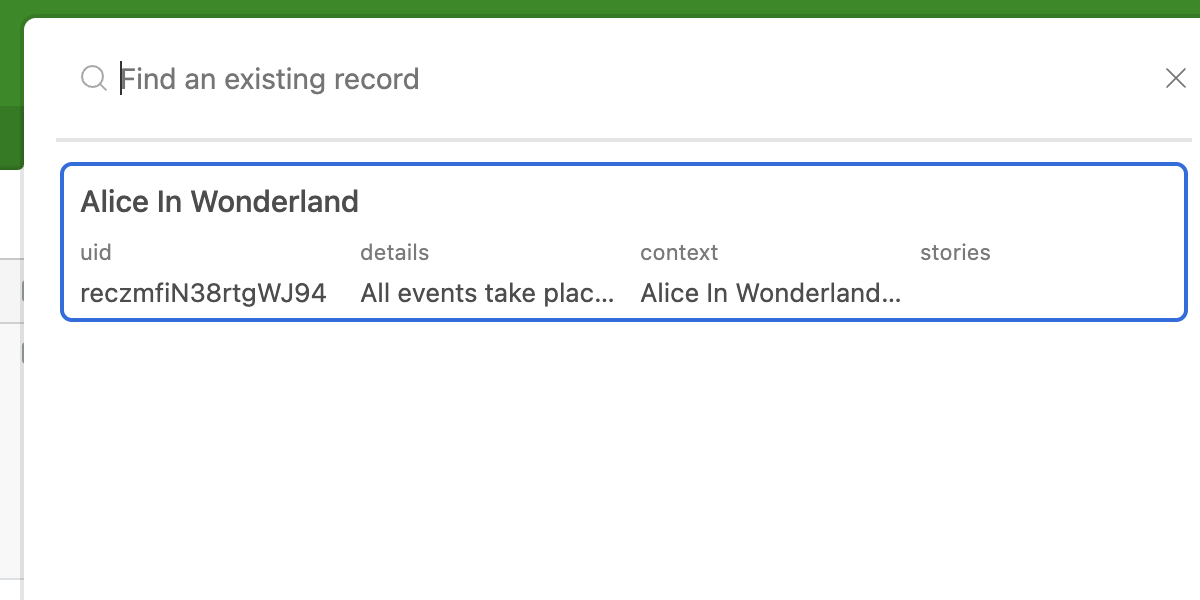 Find an existing record
Alice In Wonderland
uid details context stories
reczmfiN38rtgWJ94 All events take plac... Alice In Wonderland...